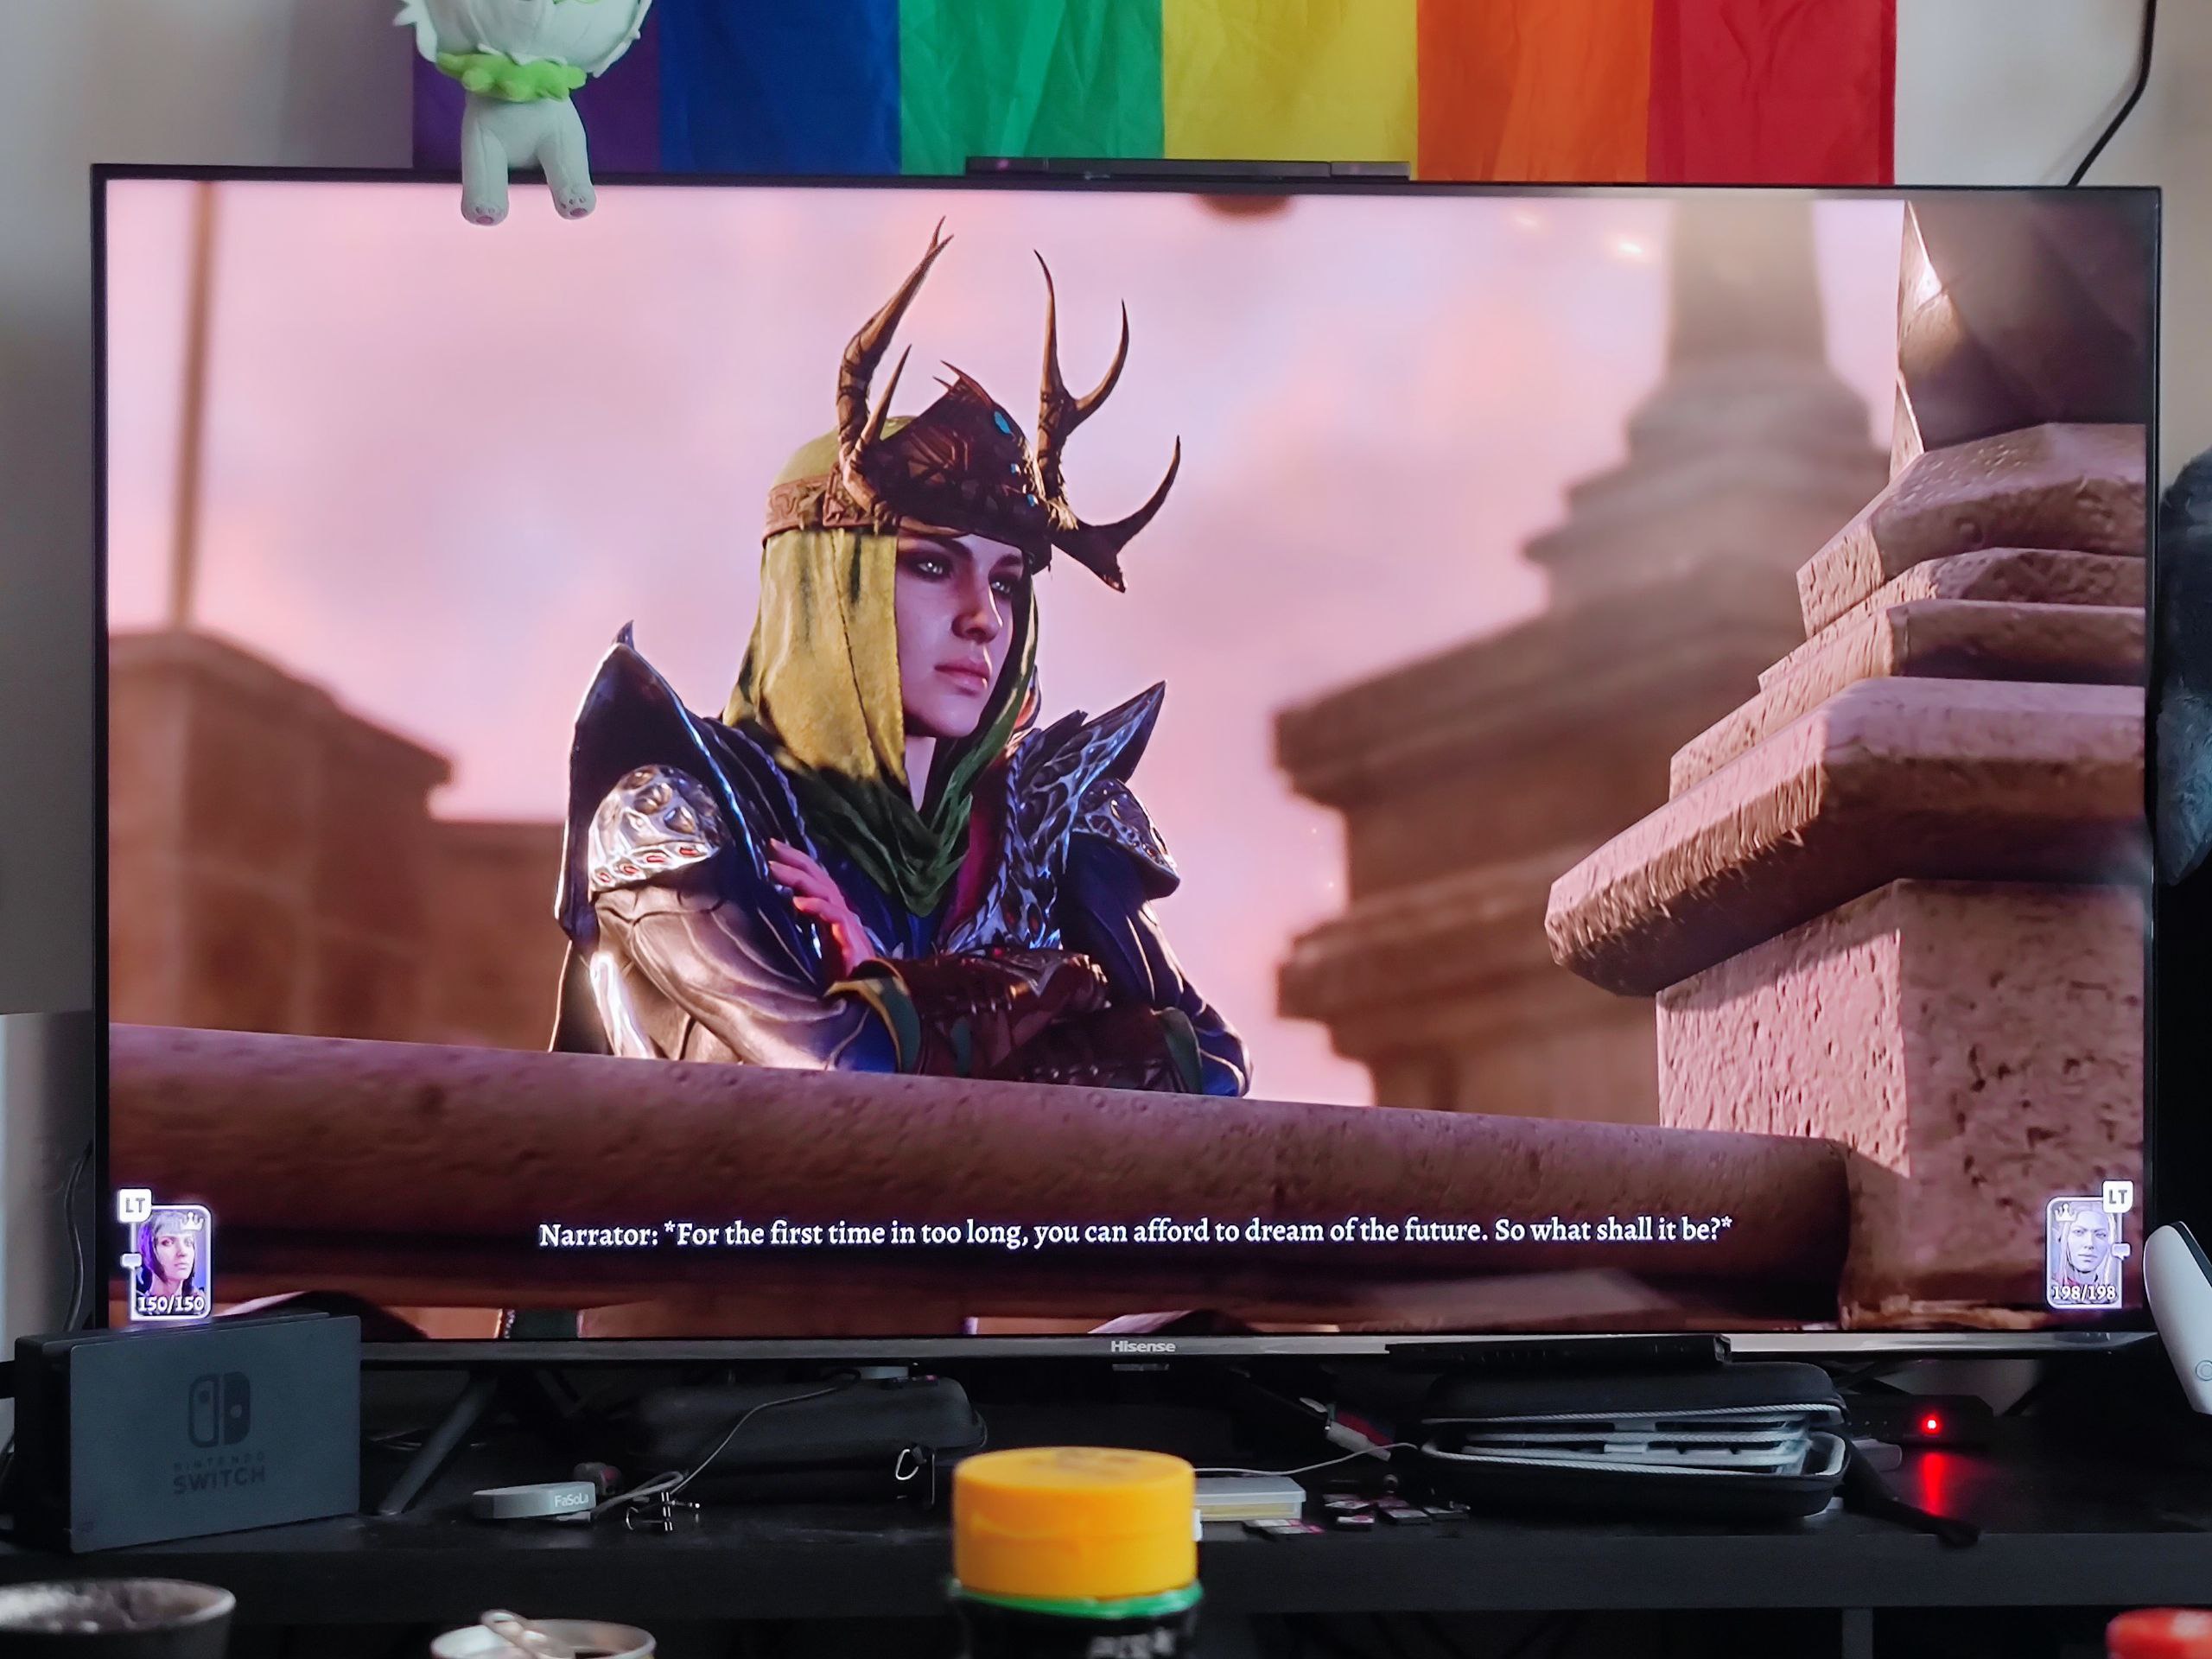 LT
LT
Narrator: *For the first time in too long, you can afford to dream of the future. So what shall it be?*
150/150
198/198
Hisense
NINTENDO
SWITCH
FaSoLa